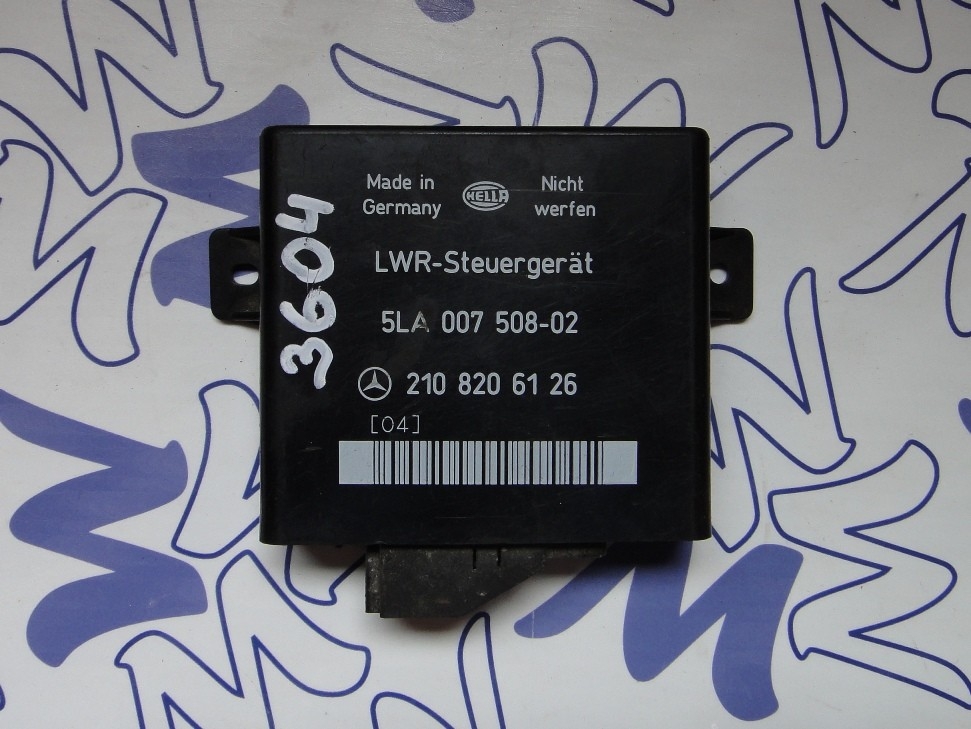 Made in Germany
HELLA
Nicht werfen
LWR-Steuergerät
5LA 007 508-02
210 820 61 26
[04]
3604